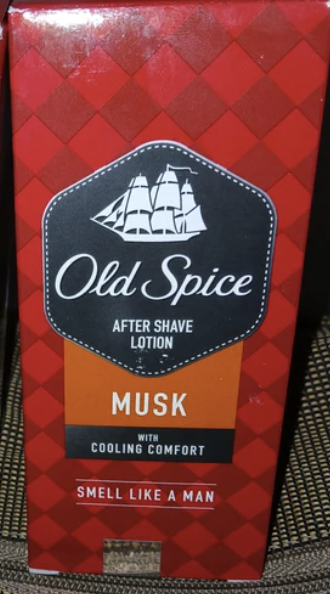 Old Spice
AFTER SHAVE
LOTION
MUSK
WITH
COOLING COMFORT
SMELL LIKE A MAN